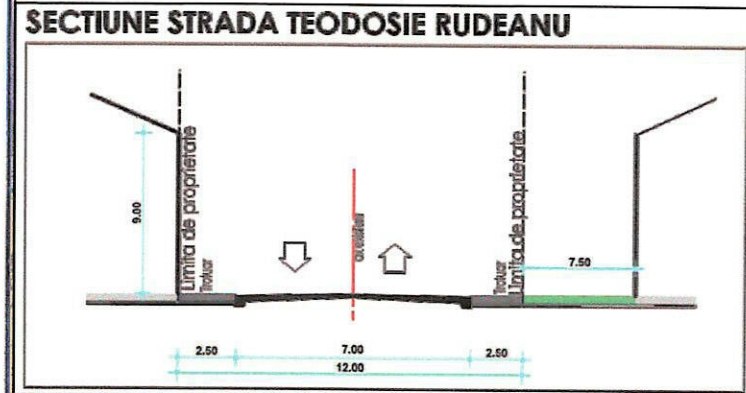 SECTIUNE STRADA TEODOSIE RUDEANU
9.00
Limita de proprietate
Trotuar
Trotuar
Limita de proprietate
7.50
2.50
7.00
2.50
12.00